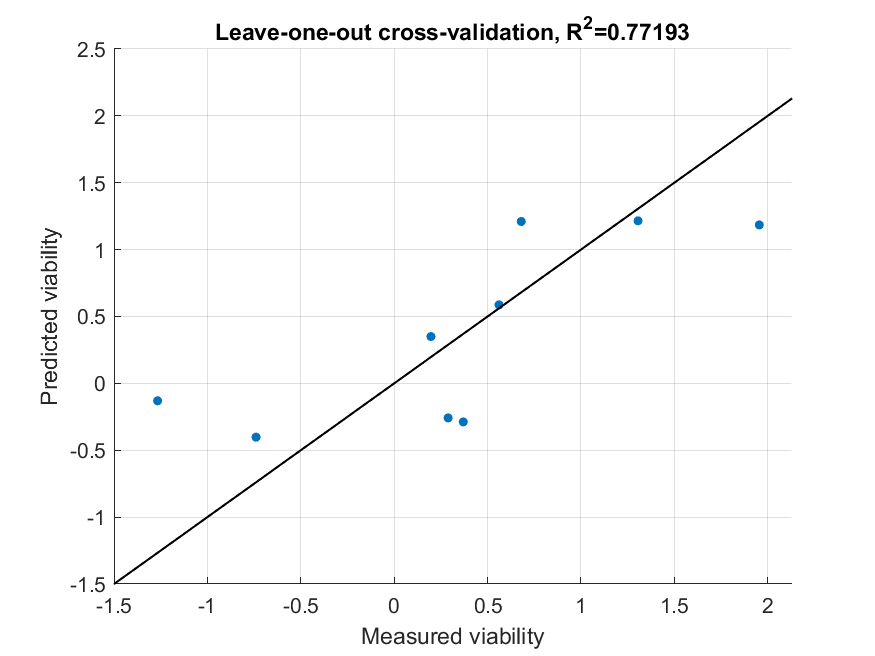 Leave-one-out cross-validation, R²=0.77193
2.5
2
1.5
1
0.5
0
-0.5
-1
-1.5
Predicted viability
-1.5 -1 -0.5 0 0.5 1 1.5 2
Measured viability